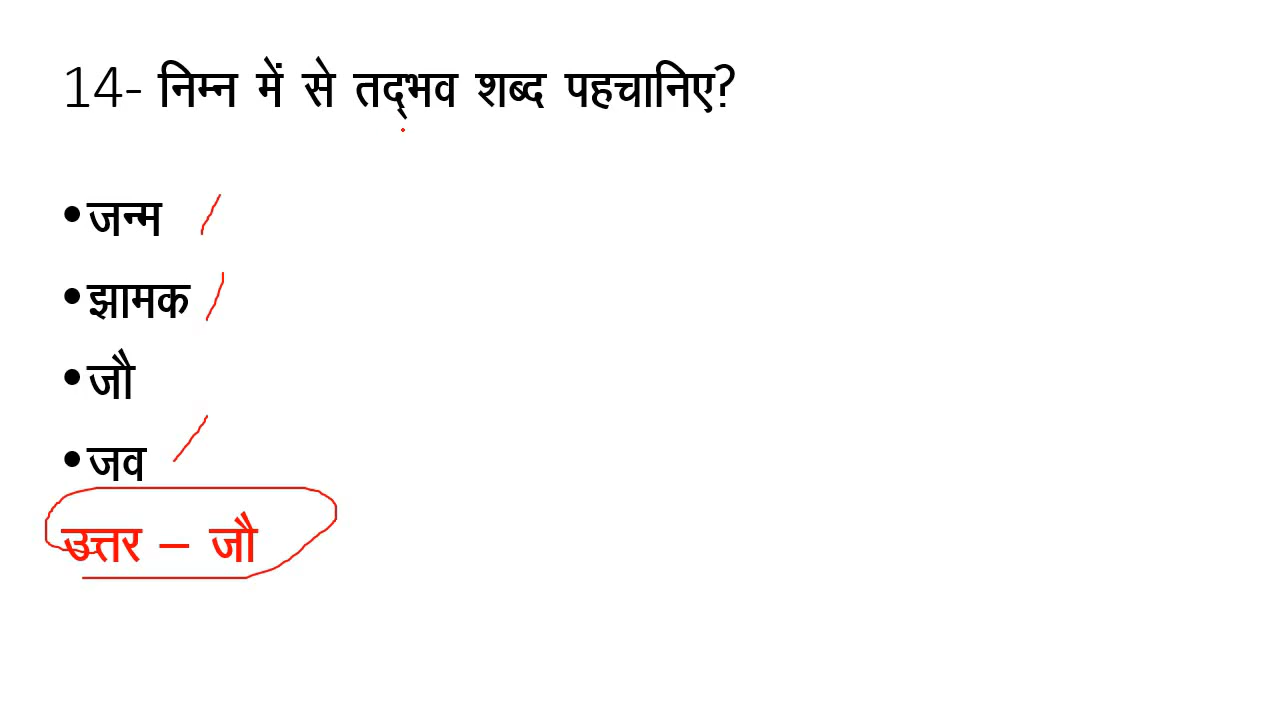 14- निम्न में से तद्भव शब्द पहचानिए?
•जन्म
•झामक
•जौ
•जव
उत्तर – जौ